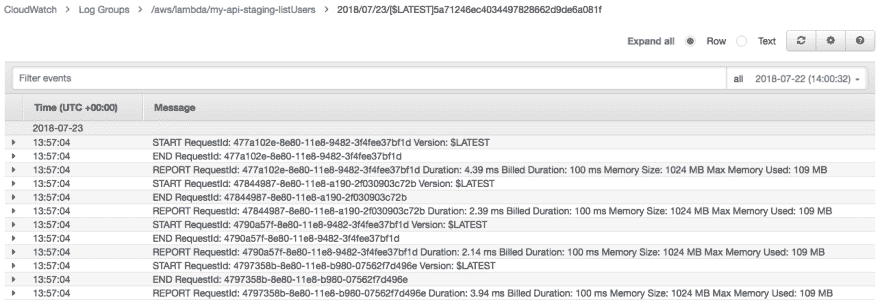 CloudWatch > Log Groups > /aws/lambda/my-api-staging-listUsers > 2018/07/23/[$LATEST]5a71246ec4034497828662d9de6a081f
Expand all Row Text
Filter events all 2018-07-22 (14:00:32)
Time (UTC +00:00) Message
2018-07-23
13:57:04 START RequestId: 477a102e-8e80-11e8-9482-3f4fee37bf1d Version: $LATEST
13:57:04 END RequestId: 477a102e-8e80-11e8-9482-3f4fee37bf1d
13:57:04 REPORT RequestId: 477a102e-8e80-11e8-9482-3f4fee37bf1d Duration: 4.39 ms Billed Duration: 100 ms Memory Size: 1024 MB Max Memory Used: 109 MB
13:57:04 START RequestId: 47844987-8e80-11e8-a190-2f030903c72b Version: $LATEST
13:57:04 END RequestId: 47844987-8e80-11e8-a190-2f030903c72b
13:57:04 REPORT RequestId: 47844987-8e80-11e8-a190-2f030903c72b Duration: 2.39 ms Billed Duration: 100 ms Memory Size: 1024 MB Max Memory Used: 109 MB
13:57:04 START RequestId: 4790a57f-8e80-11e8-9482-3f4fee37bf1d Version: $LATEST
13:57:04 END RequestId: 4790a57f-8e80-11e8-9482-3f4fee37bf1d
13:57:04 REPORT RequestId: 4790a57f-8e80-11e8-9482-3f4fee37bf1d Duration: 2.14 ms Billed Duration: 100 ms Memory Size: 1024 MB Max Memory Used: 109 MB
13:57:04 START RequestId: 4797358b-8e80-11e8-b980-07562f7d496e Version: $LATEST
13:57:04 END RequestId: 4797358b-8e80-11e8-b980-07562f7d496e
13:57:04 REPORT RequestId: 4797358b-8e80-11e8-b980-07562f7d496e Duration: 3.94 ms Billed Duration: 100 ms Memory Size: 1024 MB Max Memory Used: 109 MB